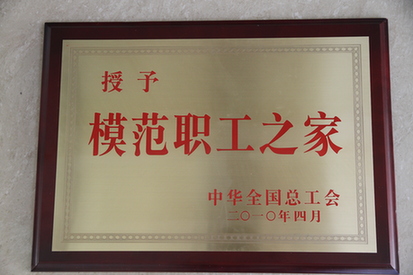 授予
模范职工之家
中华全国总工会
二〇一〇年四月